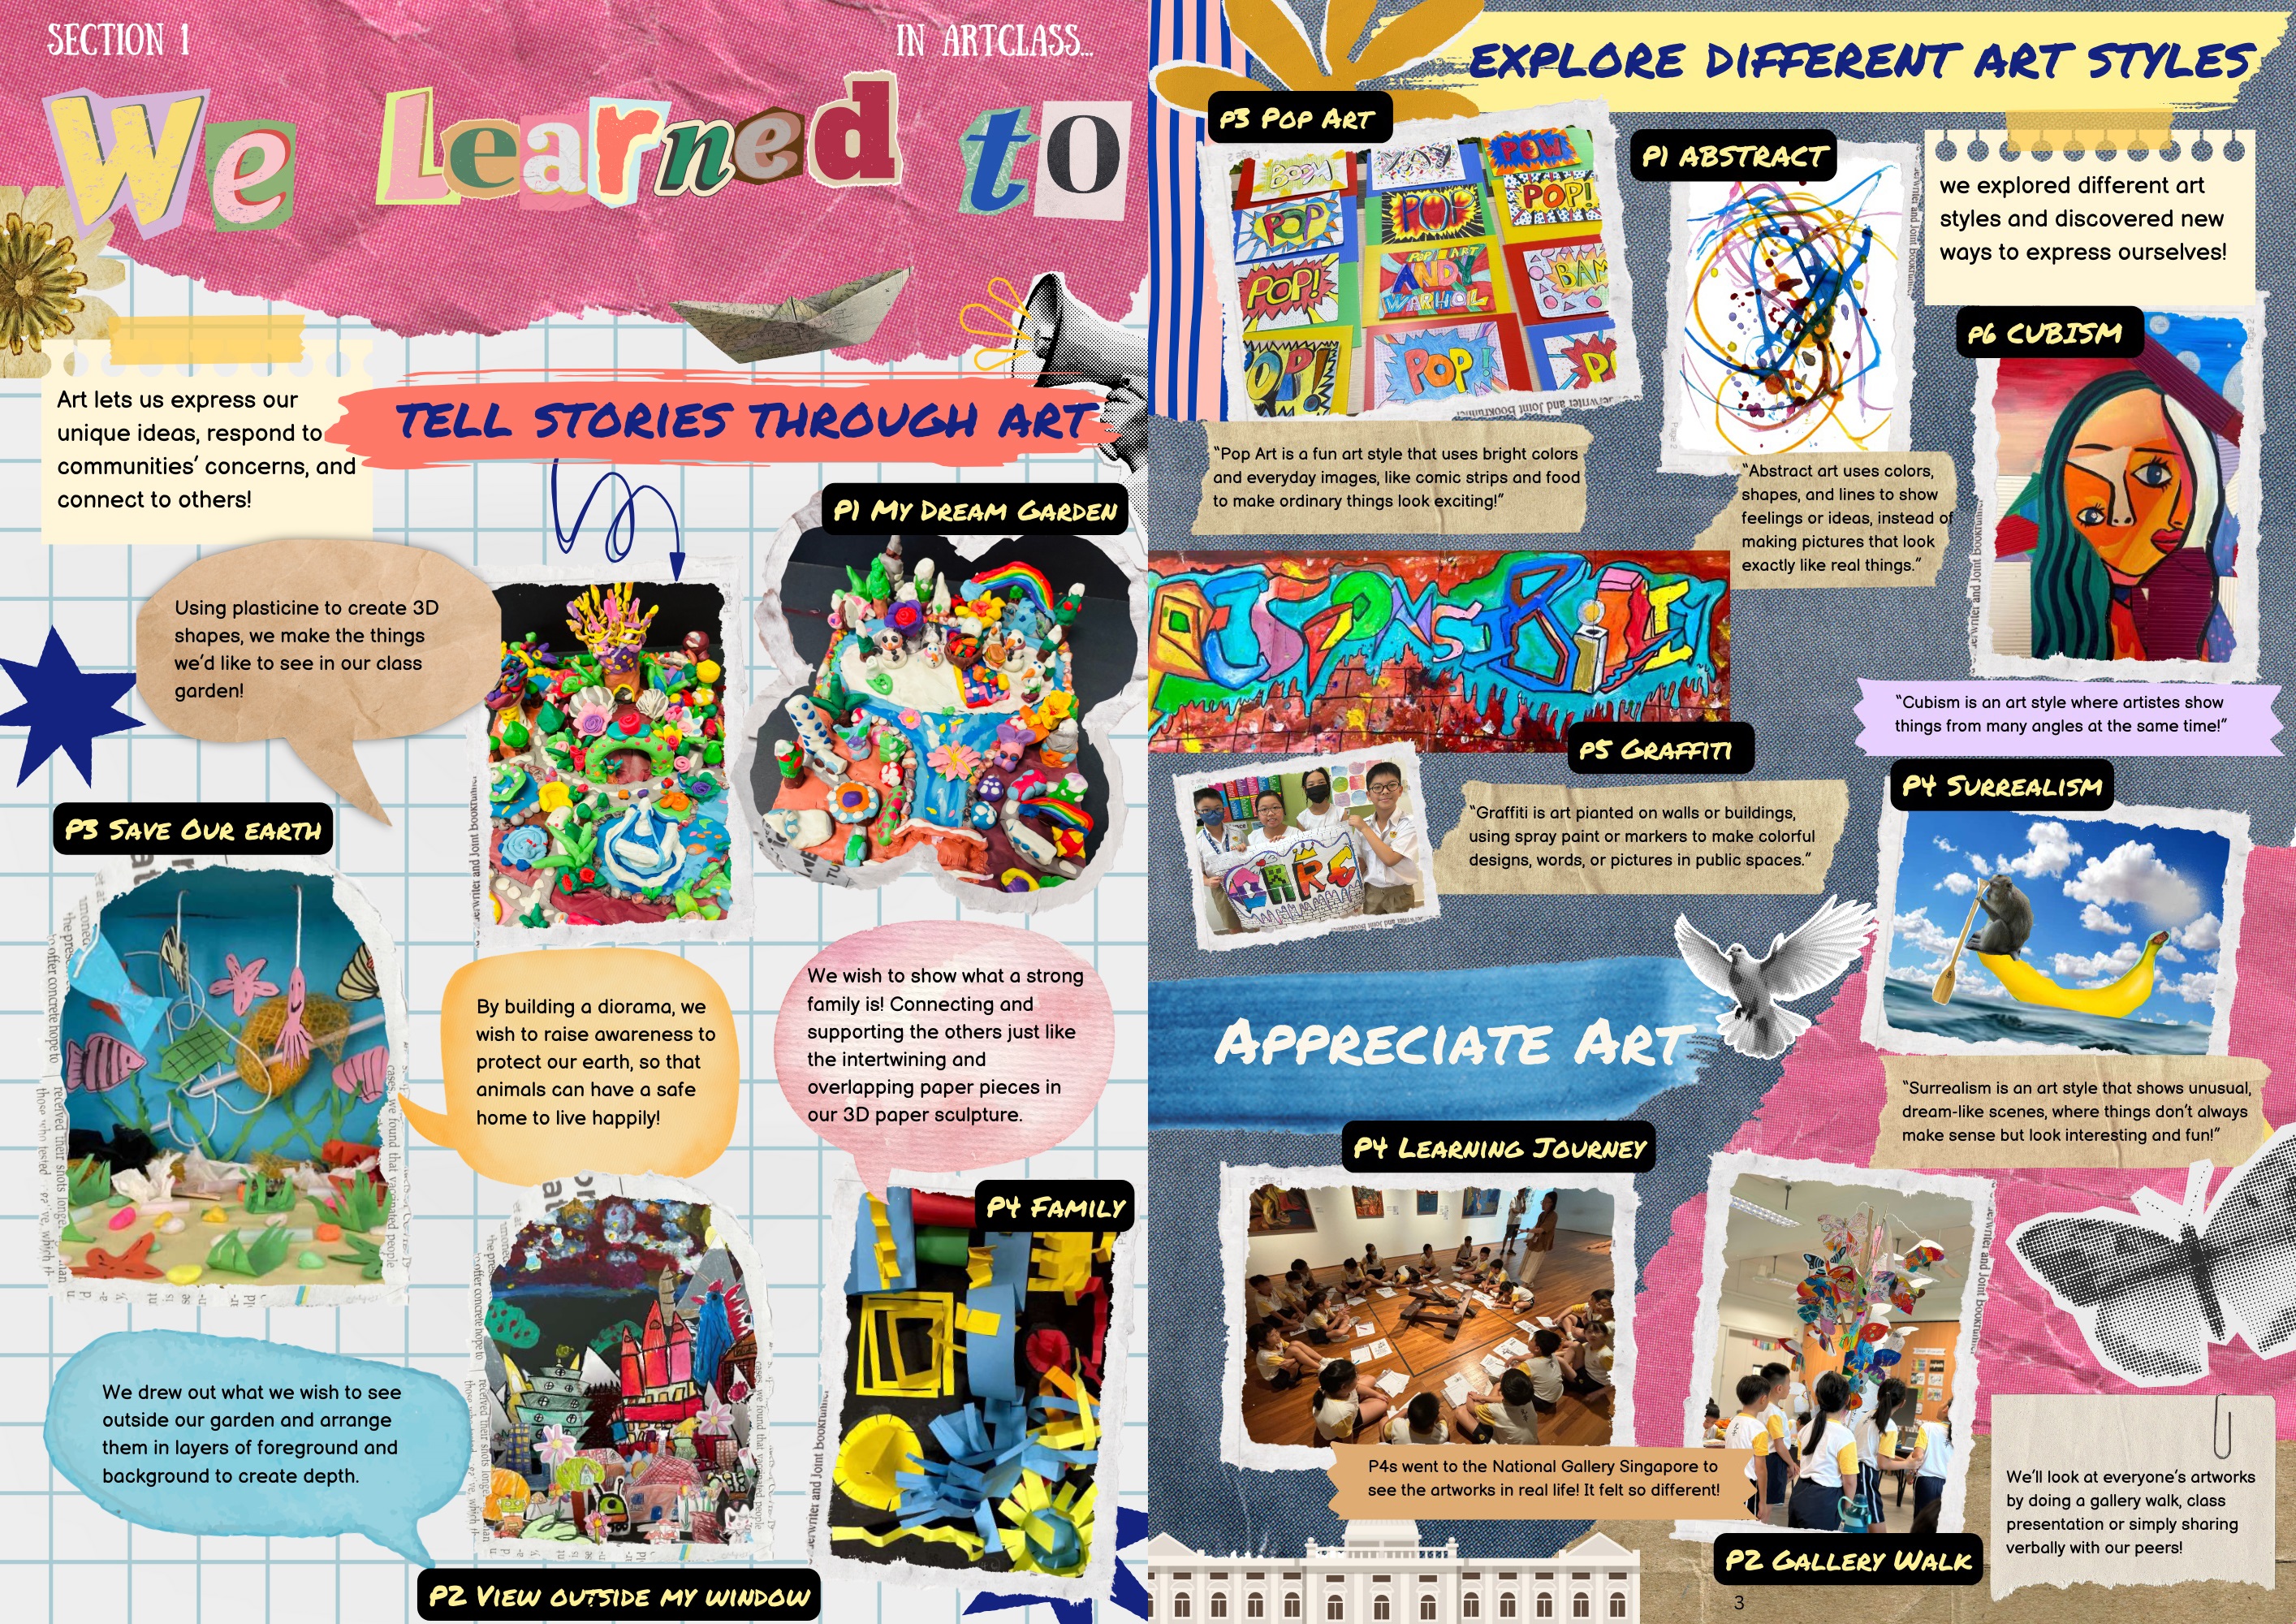 SECTION 1
IN ARTCLASS...
We Learned to
Art lets us express our
unique ideas, respond to
communities' concerns, and
connect to others!
TELL STORIES THROUGH ART
P1 MY DREAM GARDEN
Using plasticine to create 3D
shapes, we make the things
we'd like to see in our class
garden!
P3 SAVE OUR EARTH
By building a diorama, we
wish to raise awareness to
protect our earth, so that
animals can have a safe
home to live happily!
We wish to show what a strong
family is! Connecting and
supporting the others just like
the intertwining and
overlapping paper pieces in
our 3D paper sculpture.
P4 FAMILY
We drew out what we wish to see
outside our garden and arrange
them in layers of foreground and
background to create depth.
P2 VIEW OUTSIDE MY WINDOW
EXPLORE DIFFERENT ART STYLES
P3 POP ART
BOOM
POW
POP
POP
POP!
POP!
POP ART
ANDY
WARHOL
BAM
POP!
POP!
"Pop Art is a fun art style that uses bright colors
and everyday images, like comic strips and food
to make ordinary things look exciting!"
P1 ABSTRACT
"Abstract art uses colors,
shapes, and lines to show
feelings or ideas, instead of
making pictures that look
exactly like real things."
we explored different art
styles and discovered new
ways to express ourselves!
P6 CUBISM
"Cubism is an art style where artistes show
things from many angles at the same time!"
P5 GRAFFITI
CARE
"Graffiti is art pianted on walls or buildings,
using spray paint or markers to make colorful
designs, words, or pictures in public spaces."
P4 SURREALISM
"Surrealism is an art style that shows unusual,
dream-like scenes, where things don't always
make sense but look interesting and fun!"
APPRECIATE ART
P4 LEARNING JOURNEY
P4s went to the National Gallery Singapore to
see the artworks in real life! It felt so different!
P2 GALLERY WALK
We'll look at everyone's artworks
by doing a gallery walk, class
presentation or simply sharing
verbally with our peers!
3